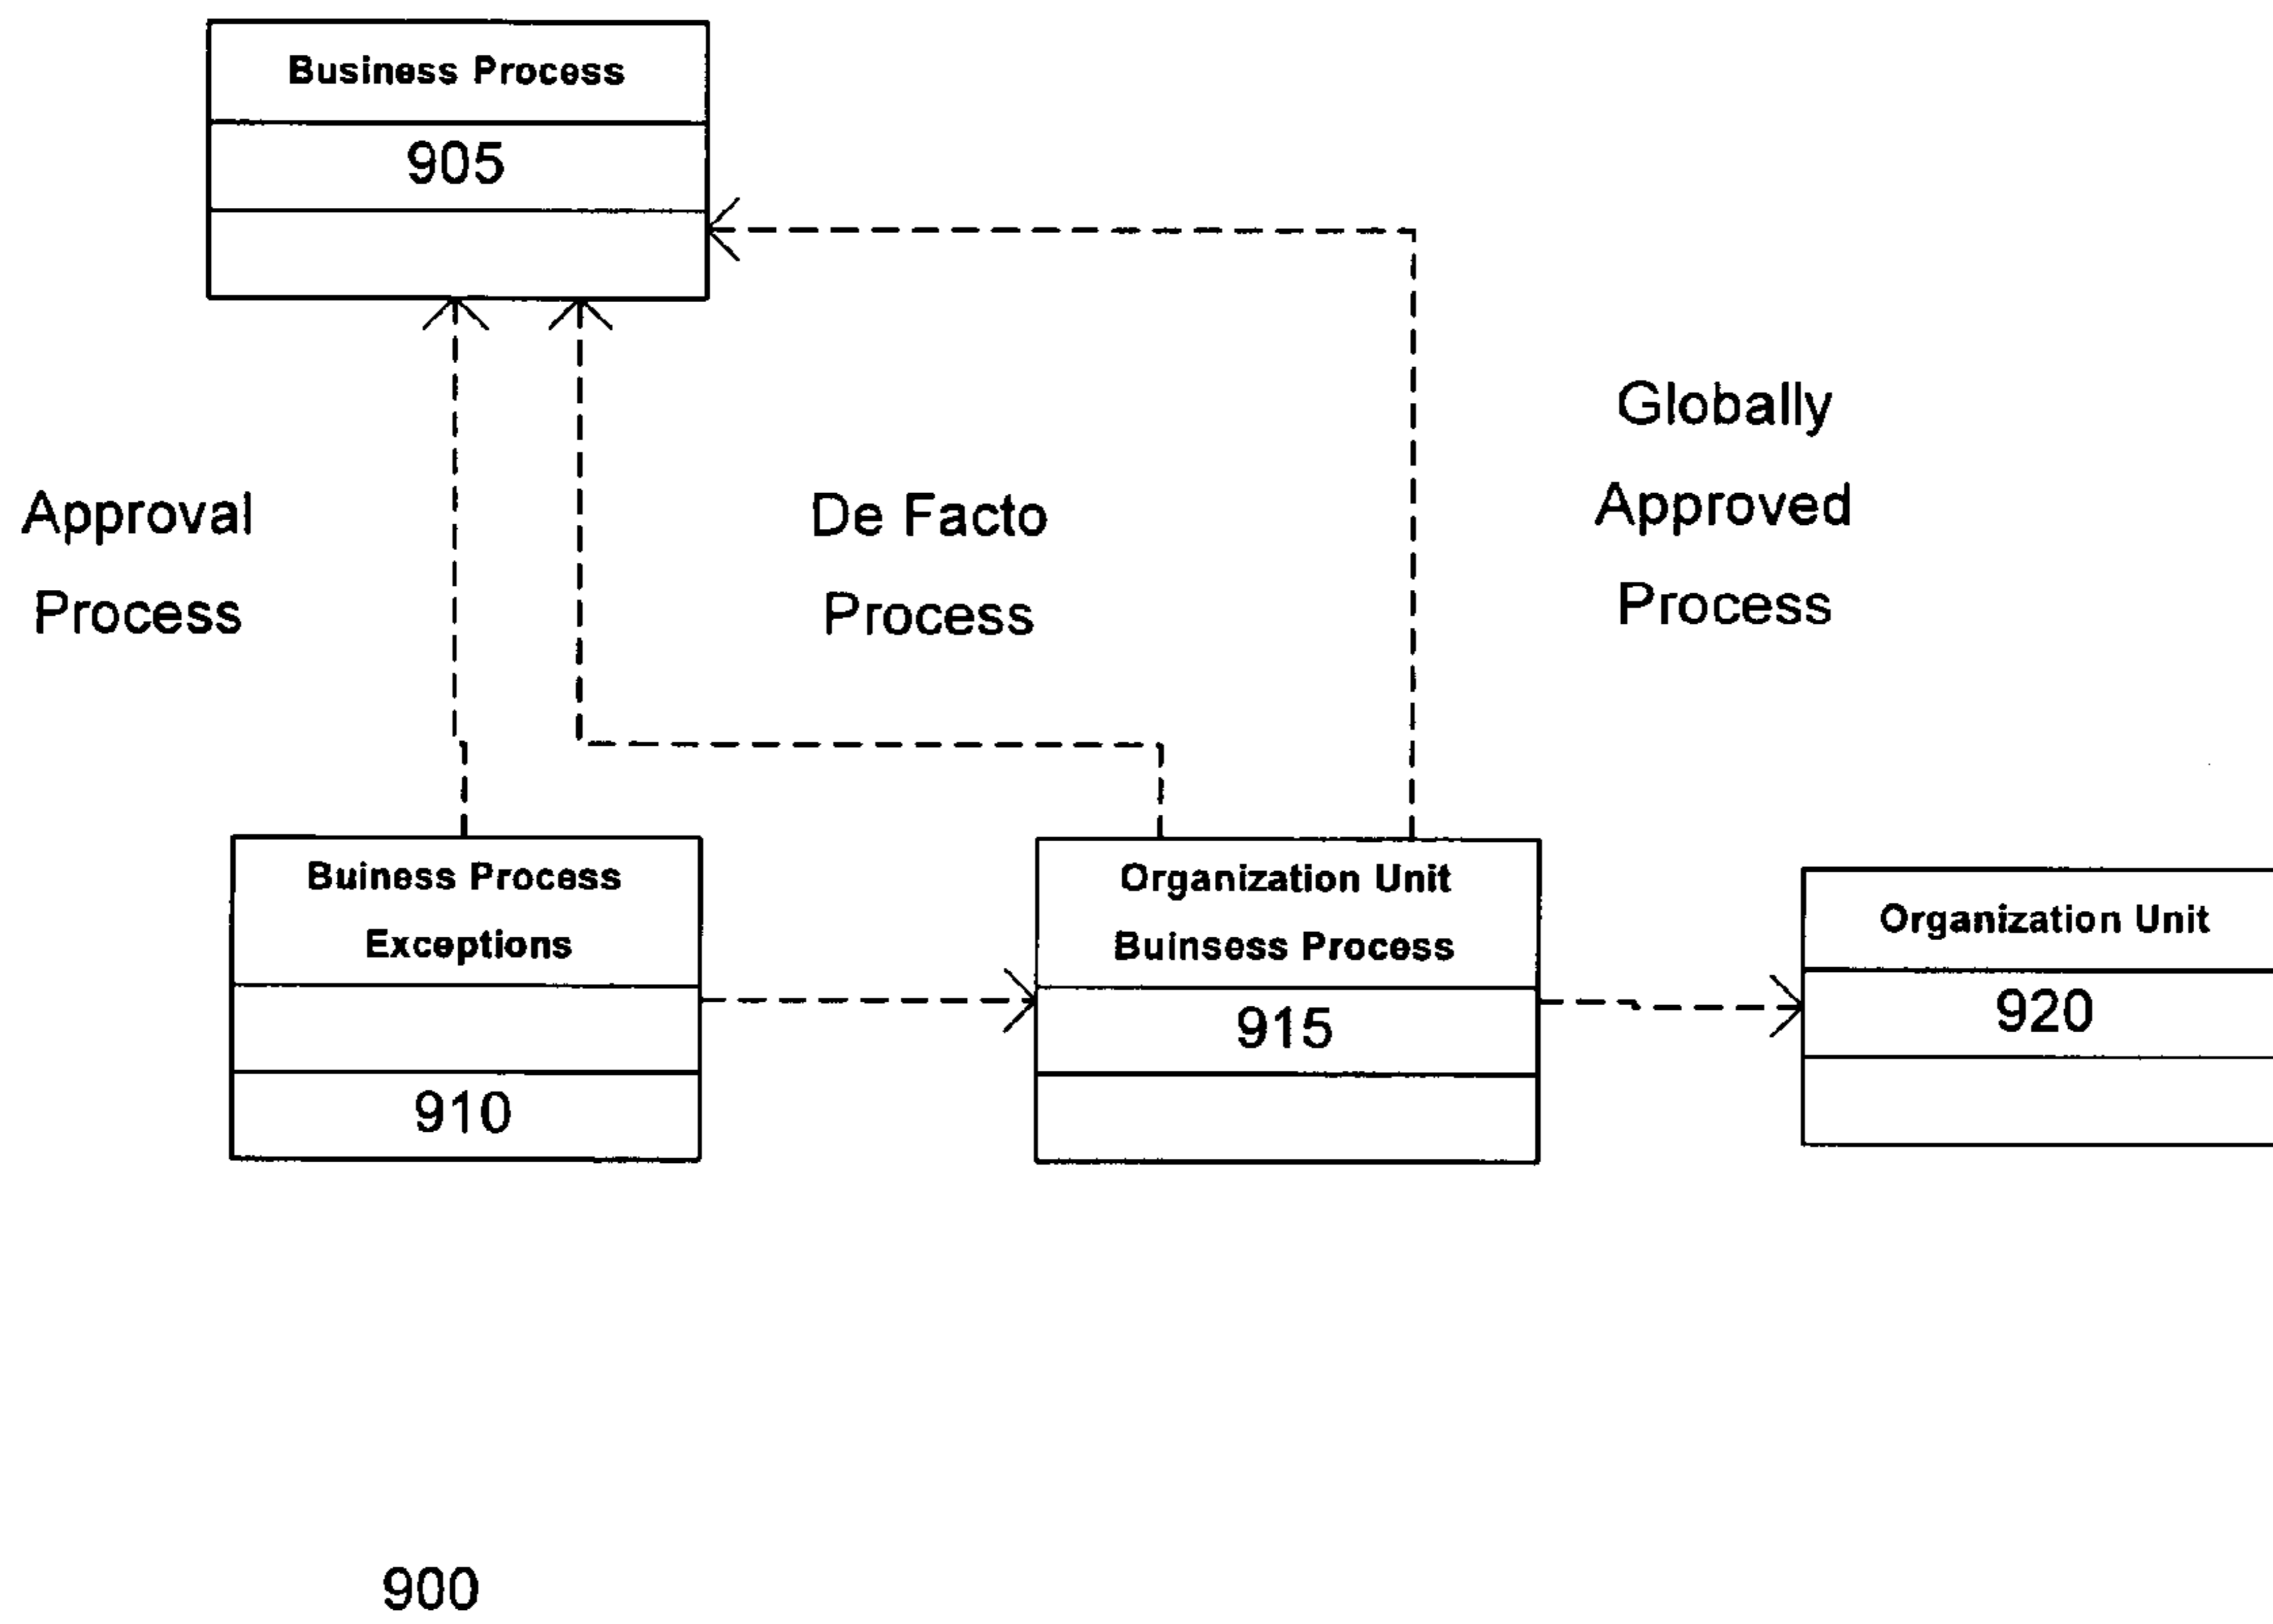 Business Process
905
Globally
Approved
Process
Approval
Process
De Facto
Process
Buiness Process
Exceptions
910
Organization Unit
Buinsess Process
915
Organization Unit
920
900